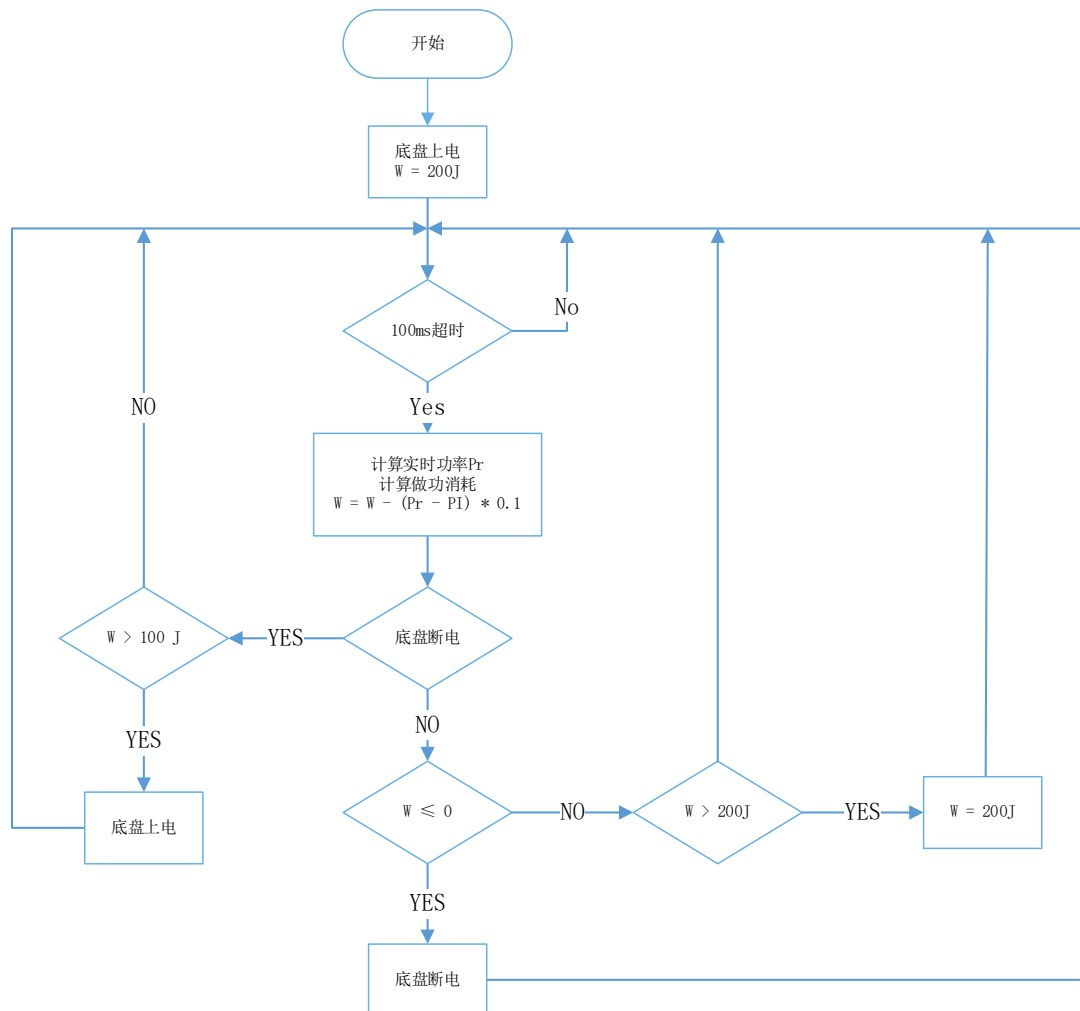 开始
底盘上电
W = 200J
100ms超时
No
Yes
计算实时功率Pr
计算做功消耗
W = W - (Pr - PI) * 0.1
NO
W > 100 J
YES
底盘断电
NO
YES
底盘上电
W ≤ 0
NO
W > 200J
YES
W = 200J
YES
底盘断电